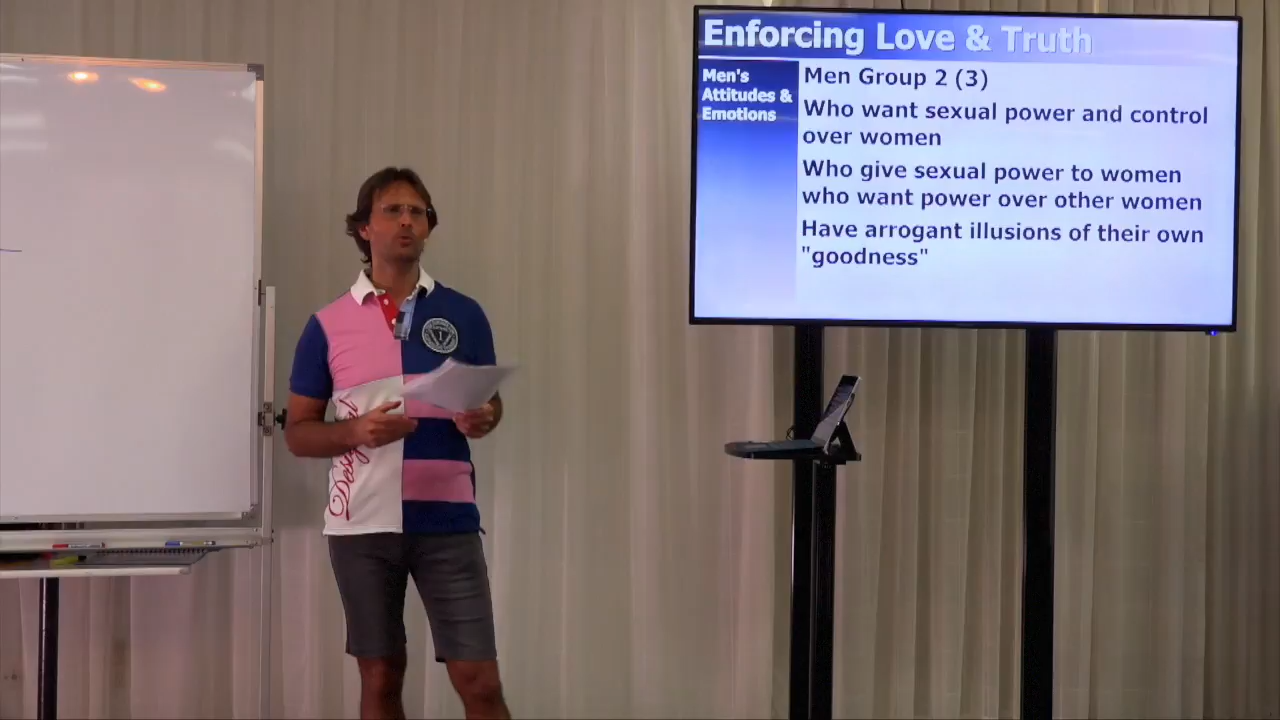 Enforcing Love & Truth
Men's
Attitudes &
Emotions
Men Group 2 (3)
Who want sexual power and control
over women
Who give sexual power to women
who want power over other women
Have arrogant illusions of their own
"goodness"